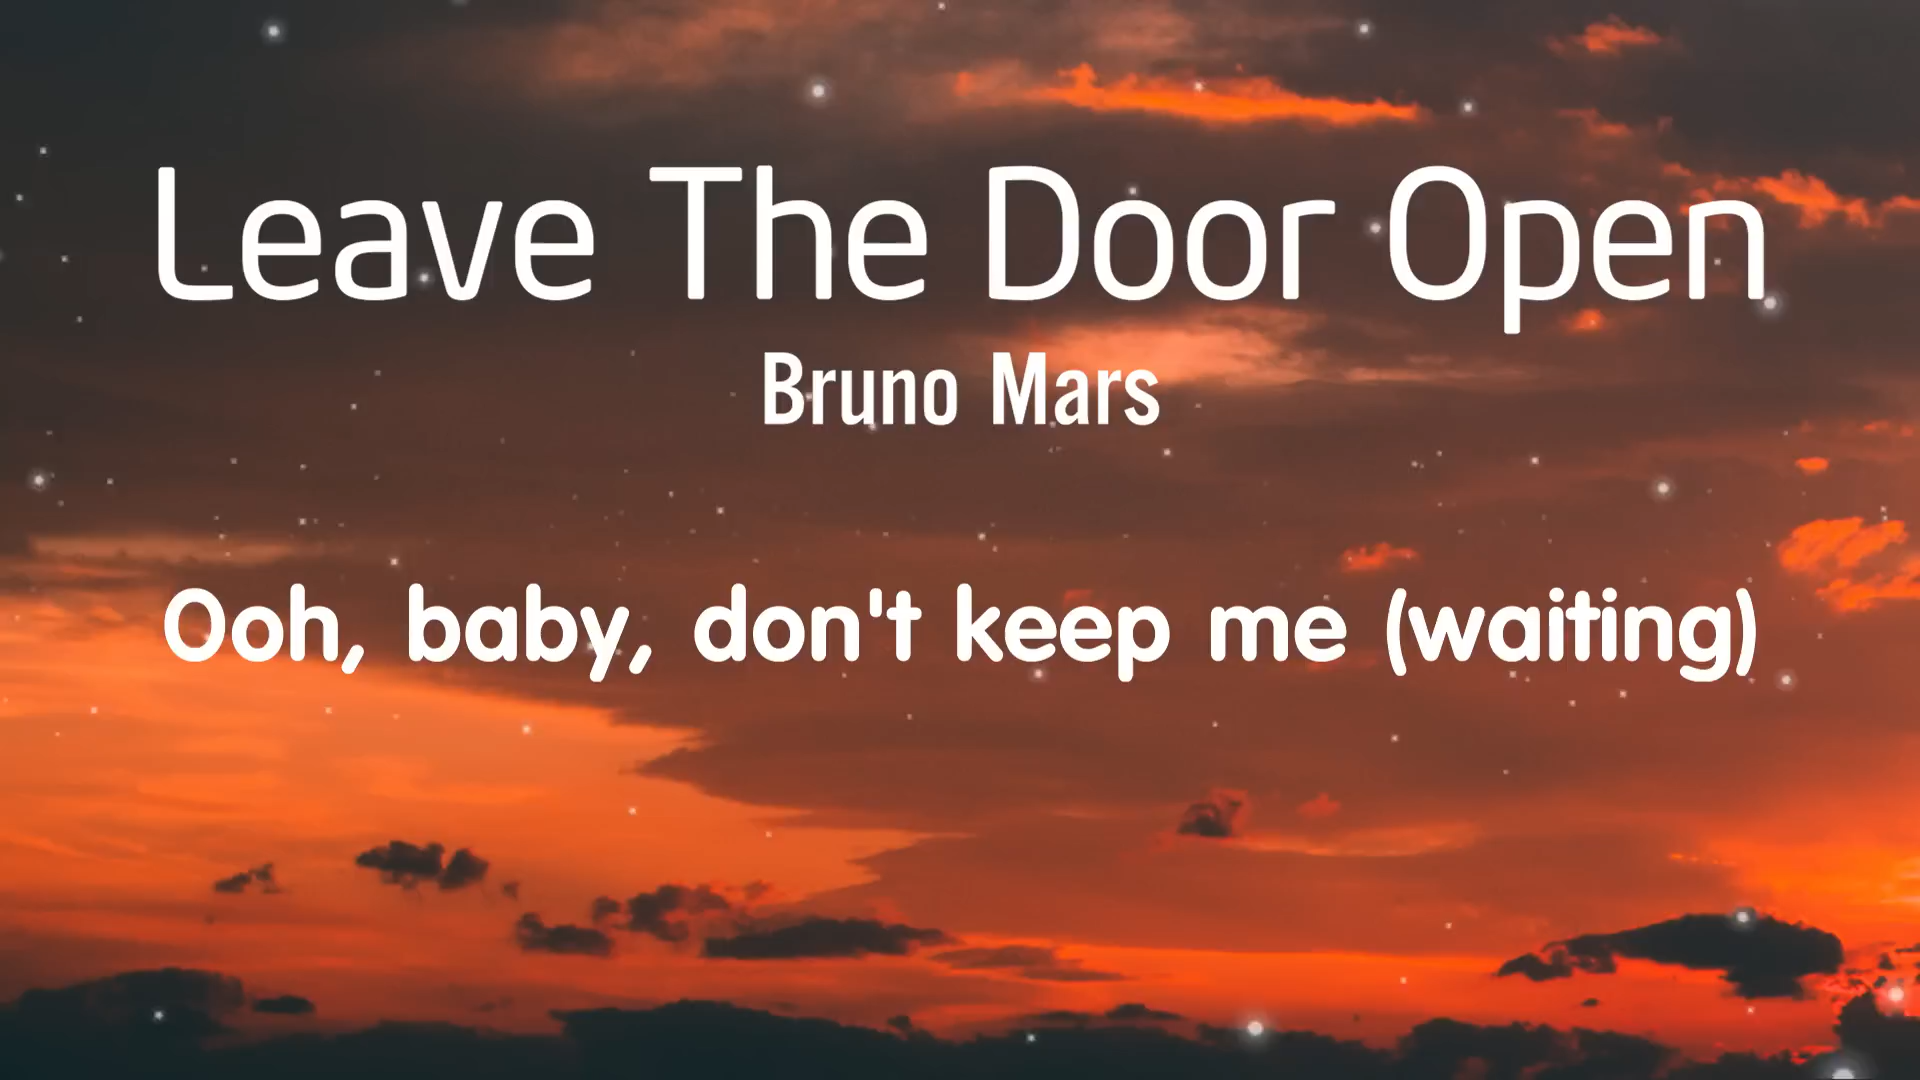 Leave The Door Open
Bruno Mars
Ooh, baby, don't keep me (waiting)